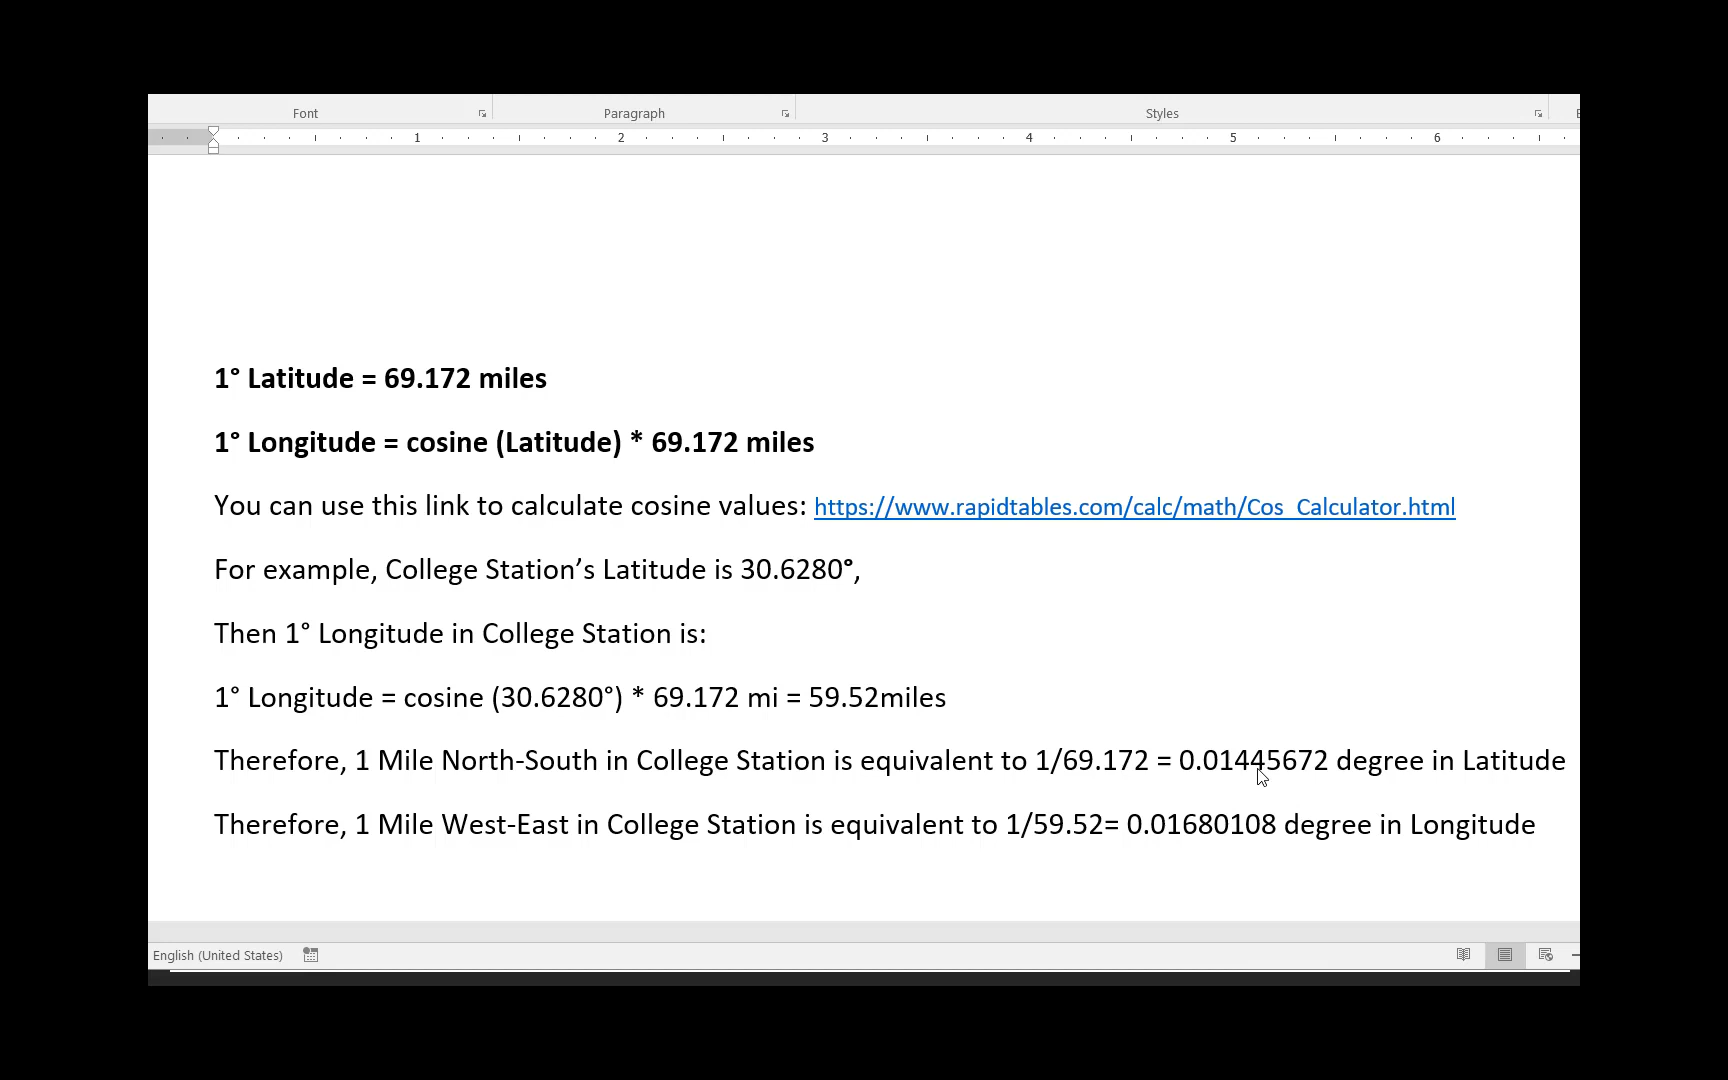 Font Paragraph Styles
1 2 3 4 5 6
1° Latitude = 69.172 miles
1° Longitude = cosine (Latitude) * 69.172 miles
You can use this link to calculate cosine values: https://www.rapidtables.com/calc/math/Cos_Calculator.html
For example, College Station’s Latitude is 30.6280°,
Then 1° Longitude in College Station is:
1° Longitude = cosine (30.6280°) * 69.172 mi = 59.52miles
Therefore, 1 Mile North-South in College Station is equivalent to 1/69.172 = 0.01445672 degree in Latitude
Therefore, 1 Mile West-East in College Station is equivalent to 1/59.52= 0.01680108 degree in Longitude
English (United States)